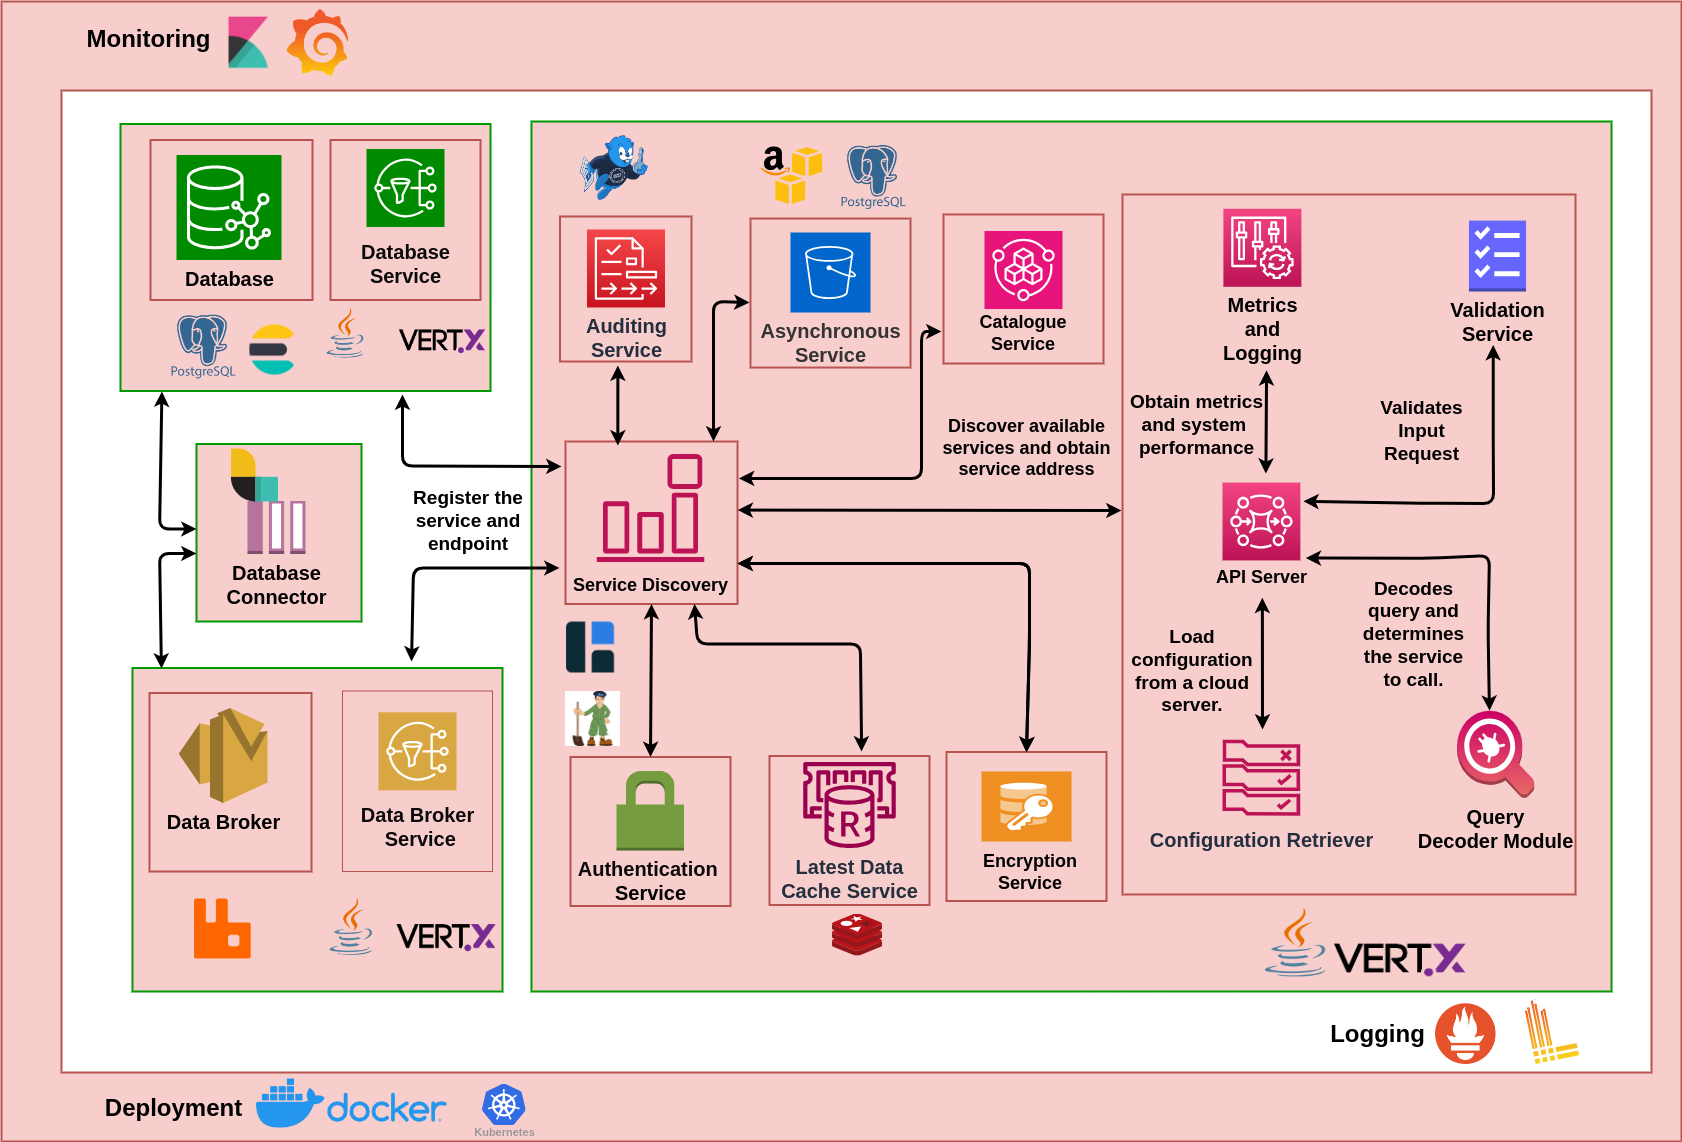 Monitoring
Database
Database
Service
PostgreSQL
VERT.X
Database
Connector
Register the
service and
endpoint
Data Broker
Data Broker
Service
VERT.X
a
PostgreSQL
Auditing
Service
Asynchronous
Service
Catalogue
Service
Discover available
services and obtain
service address
Service Discovery
Authentication
Service
R
Latest Data
Cache Service
Encryption
Service
Metrics
and
Logging
Validation
Service
Obtain metrics
and system
performance
Validates
Input
Request
API Server
Load
configuration
from a cloud
server.
Decodes
query and
determines
the service
to call.
Configuration Retriever
Query
Decoder Module
VERT.X
Logging
Deployment
docker
Kubernetes